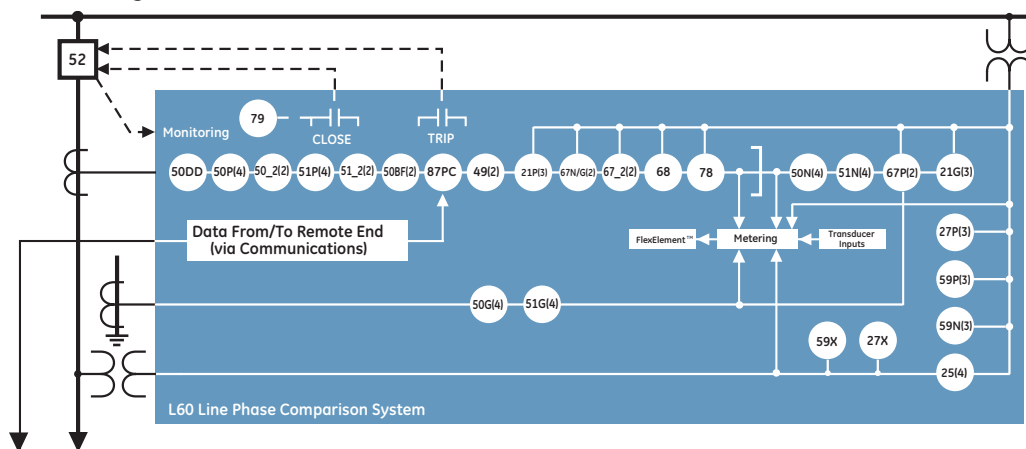 52
79
Monitoring
CLOSE
TRIP
50DD
50P(4)
50_2(2)
51P(4)
51_2(2)
50BF(2)
87PC
49(2)
21P(3)
67N/G(2)
67_2(2)
68
78
50N(4)
51N(4)
67P(2)
21G(3)
Data From/To Remote End
(via Communications)
FlexElement™
Metering
Transducer
Inputs
27P(3)
59P(3)
50G(4)
51G(4)
59N(3)
59X
27X
25(4)
L60 Line Phase Comparison System